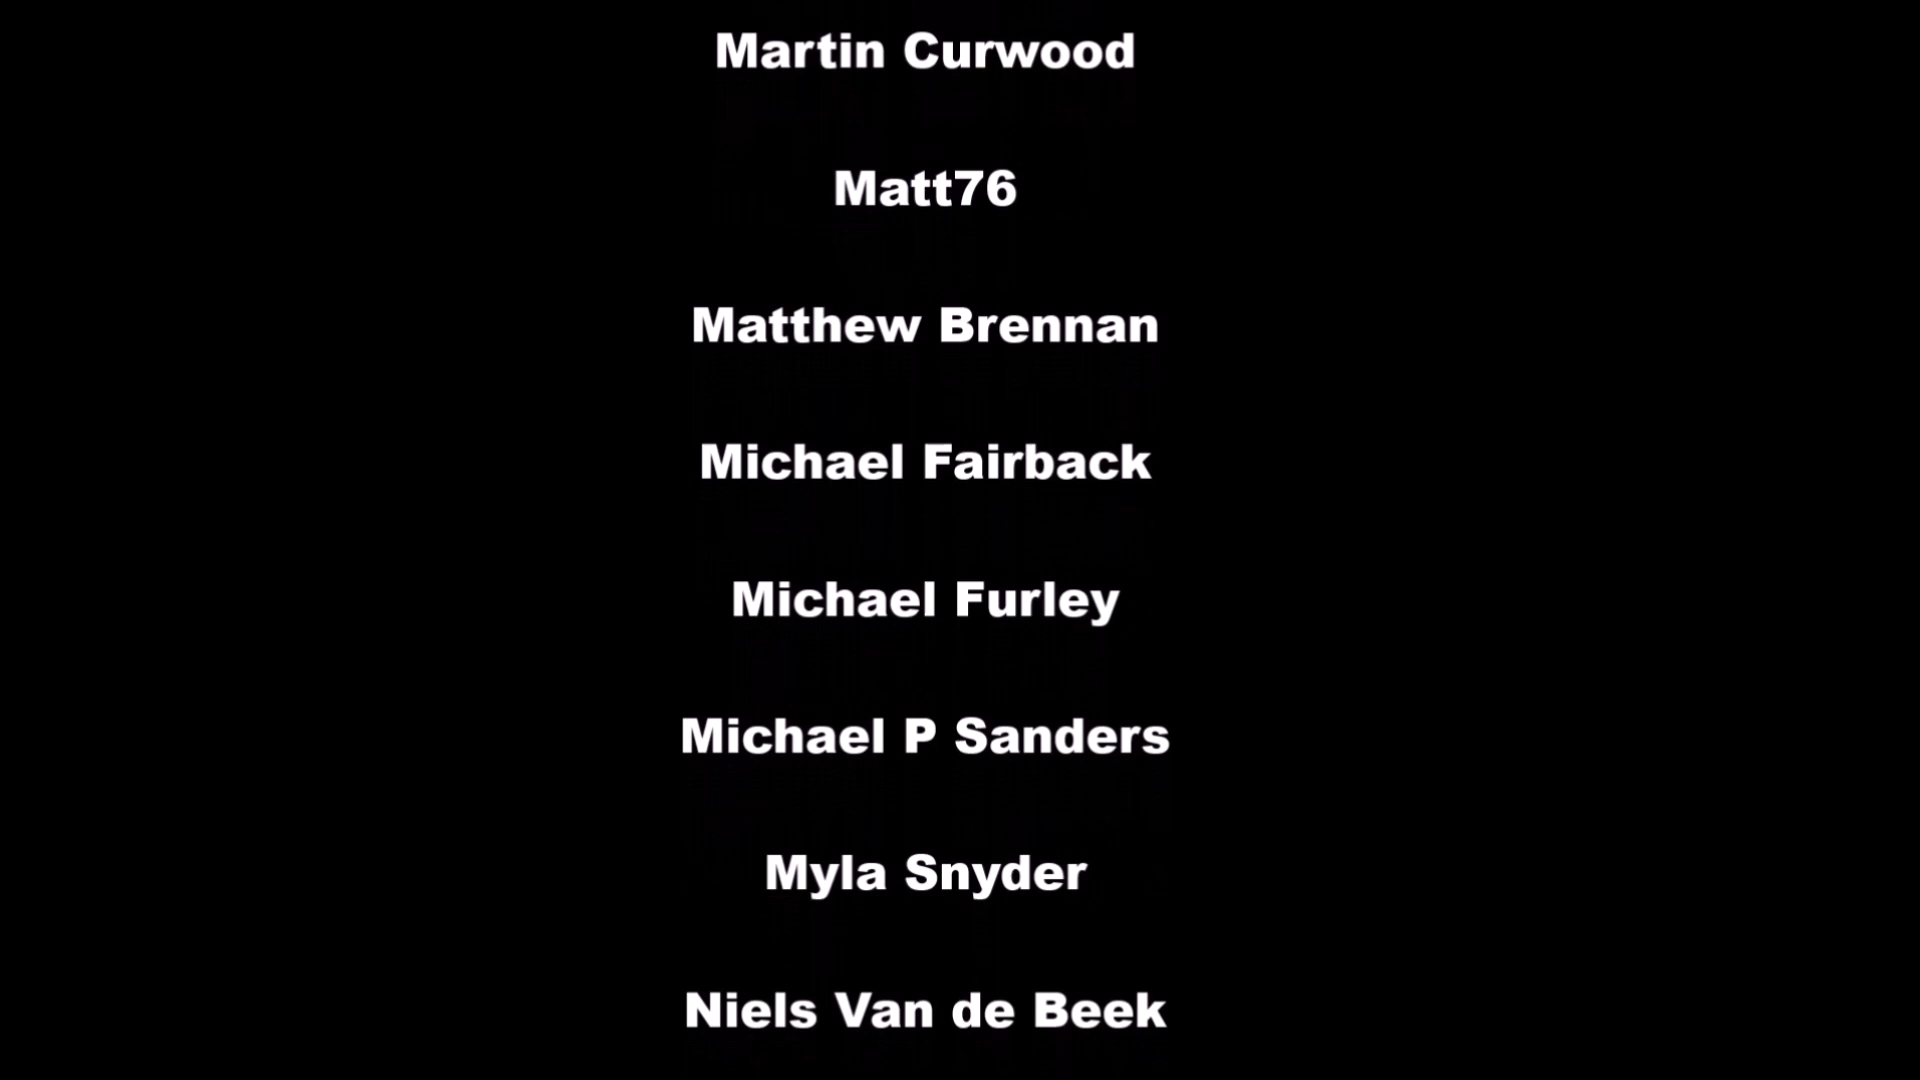 Martin Curwood
Matt76
Matthew Brennan
Michael Fairback
Michael Furley
Michael P Sanders
Myla Snyder
Niels Van de Beek